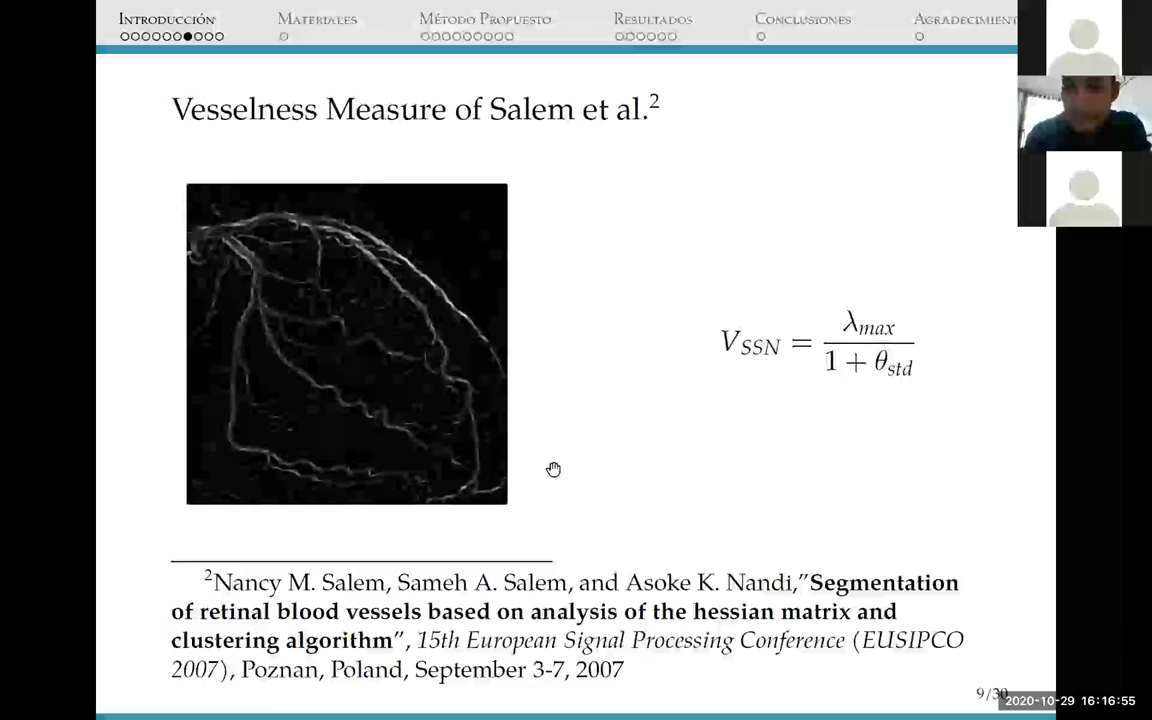 Introducción Materiales Método Propuesto Resultados Conclusiones Agradecimient
Vesselness Measure of Salem et al.2
V_SSN = λ_max / (1 + θ_std)
2Nancy M. Salem, Sameh A. Salem, and Asoke K. Nandi,"Segmentation
of retinal blood vessels based on analysis of the hessian matrix and
clustering algorithm", 15th European Signal Processing Conference (EUSIPCO
2007), Poznan, Poland, September 3-7, 2007
9/30
2020-10-29 16:16:55